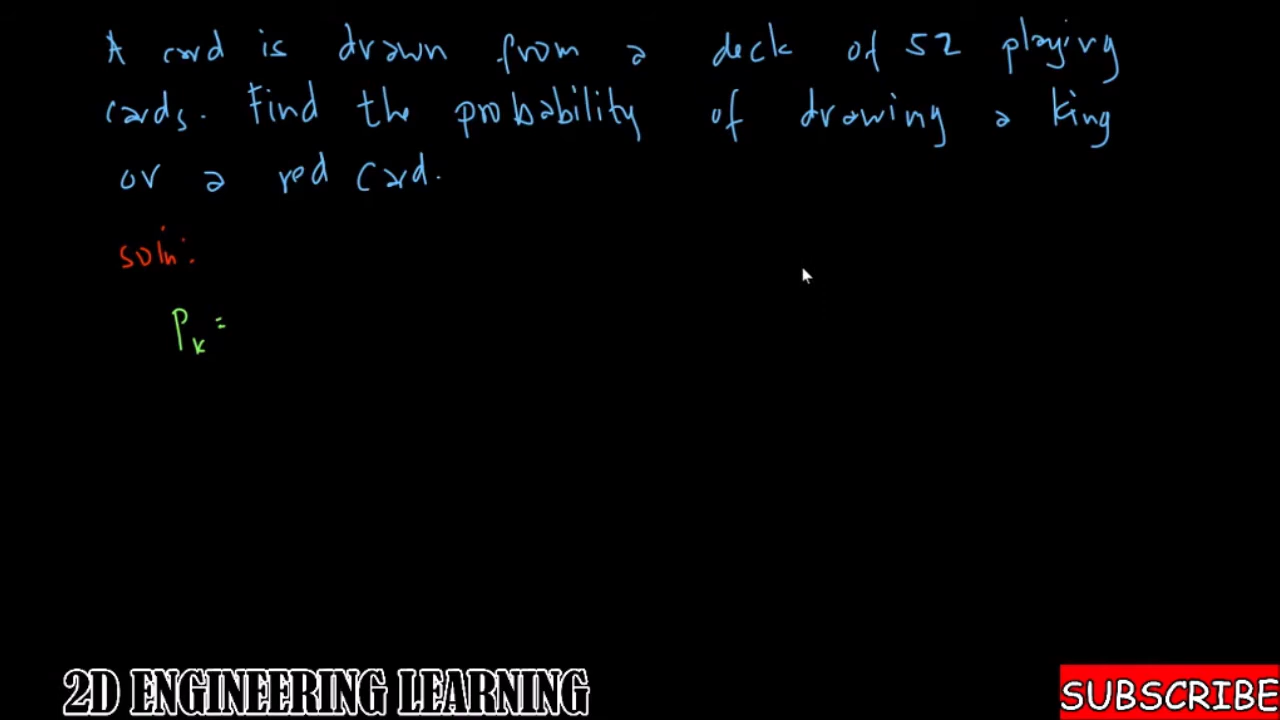 A card is drawn from a deck of 52 playing
cards. Find the probability of drawing a king
or a red card.
soln:
Pk =
2D ENGINEERING LEARNING
SUBSCRIBE